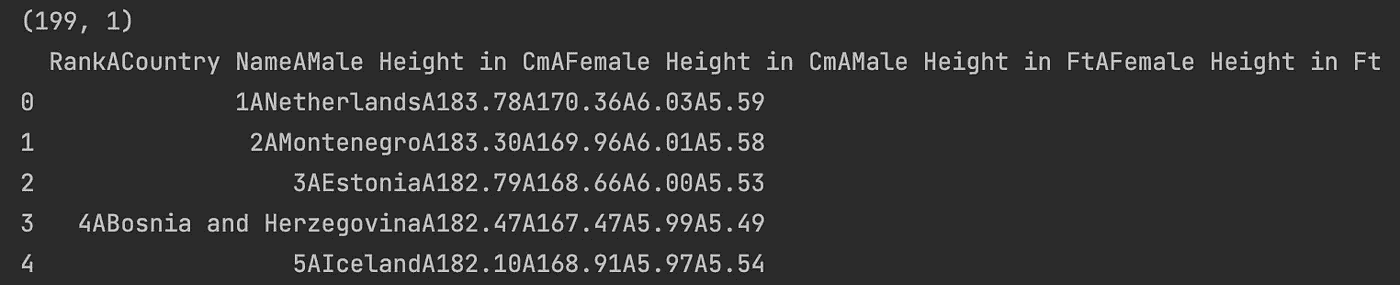 (199, 1)
RankACountry NameAMale Height in CmAFemale Height in CmAMale Height in FtAFemale Height in Ft
0 1ANetherlandsA183.78A170.36A6.03A5.59
1 2AMontenegroA183.30A169.96A6.01A5.58
2 3AEstoniaA182.79A168.66A6.00A5.53
3 4ABosnia and HerzegovinaA182.47A167.47A5.99A5.49
4 5AIcelandA182.10A168.91A5.97A5.54